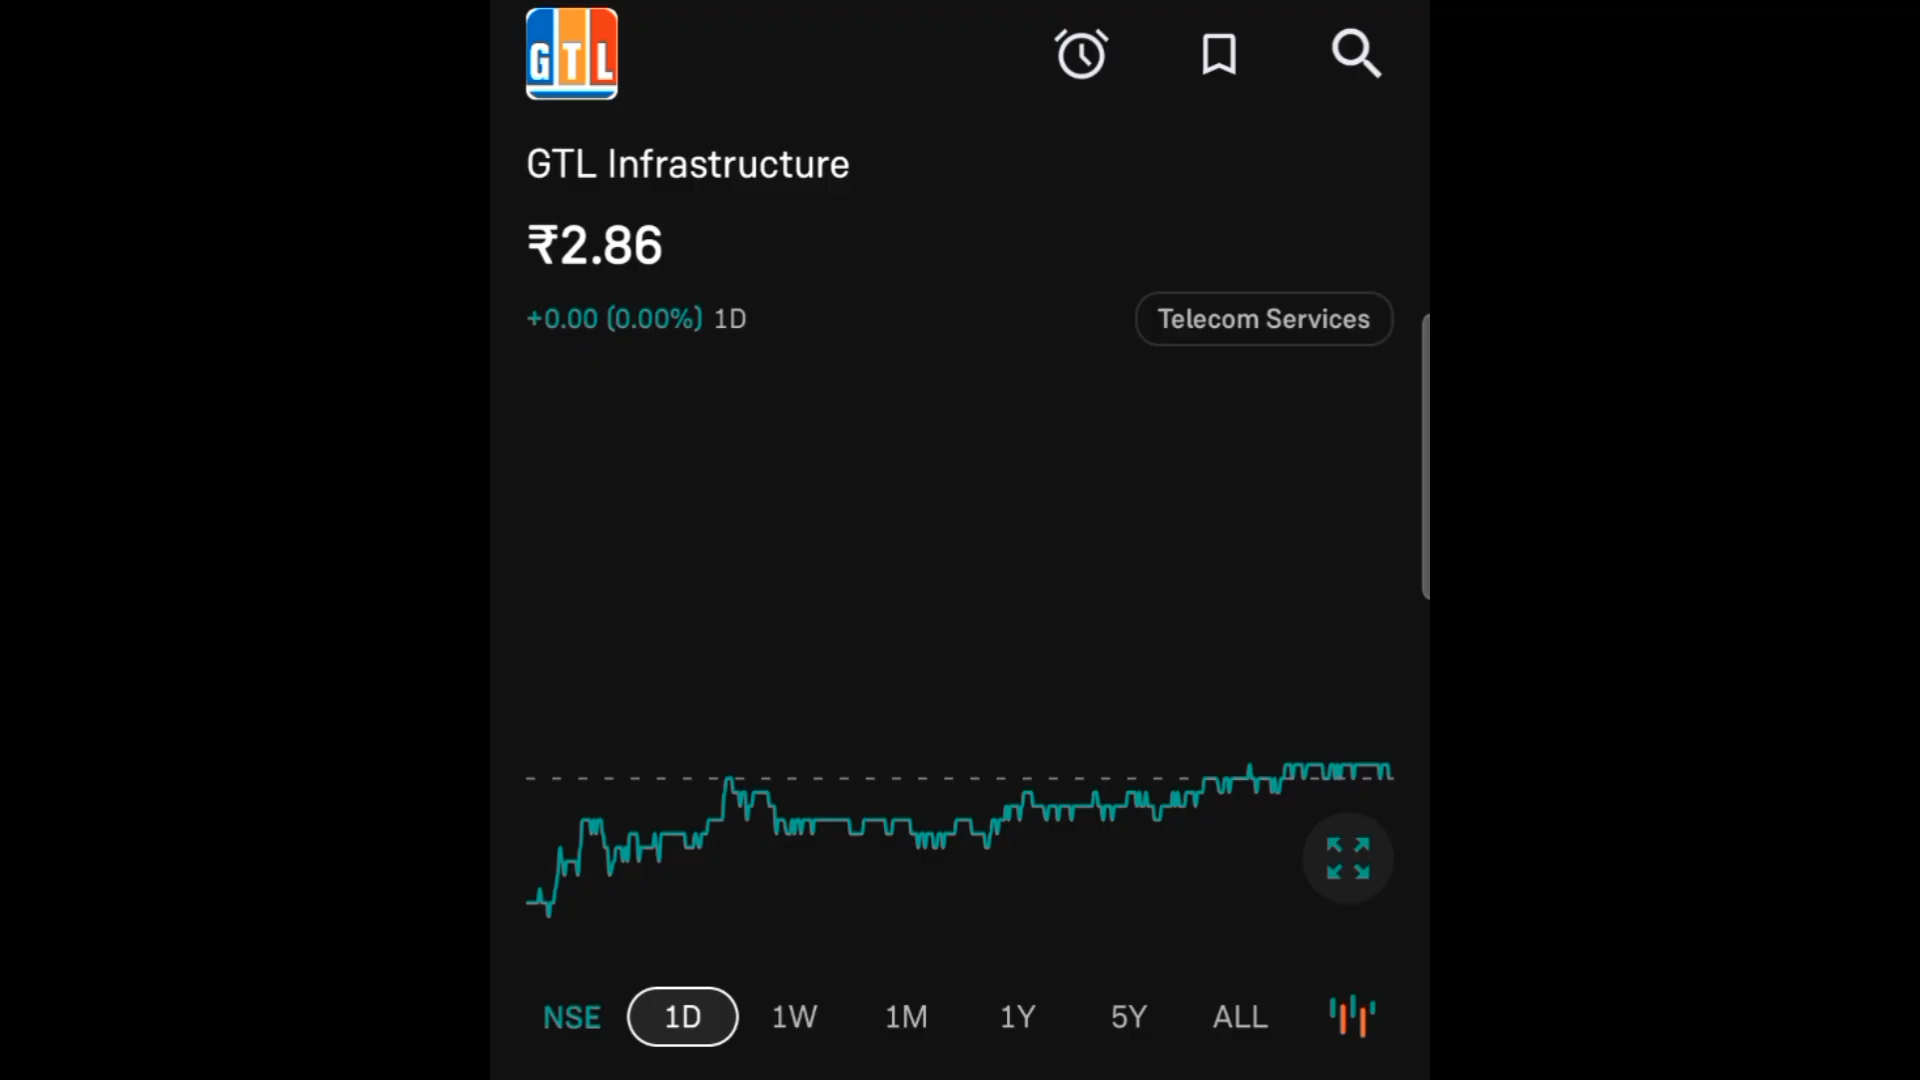 GTL
GTL Infrastructure
₹2.86
+0.00 (0.00%) 1D
Telecom Services
NSE 1D 1W 1M 1Y 5Y ALL